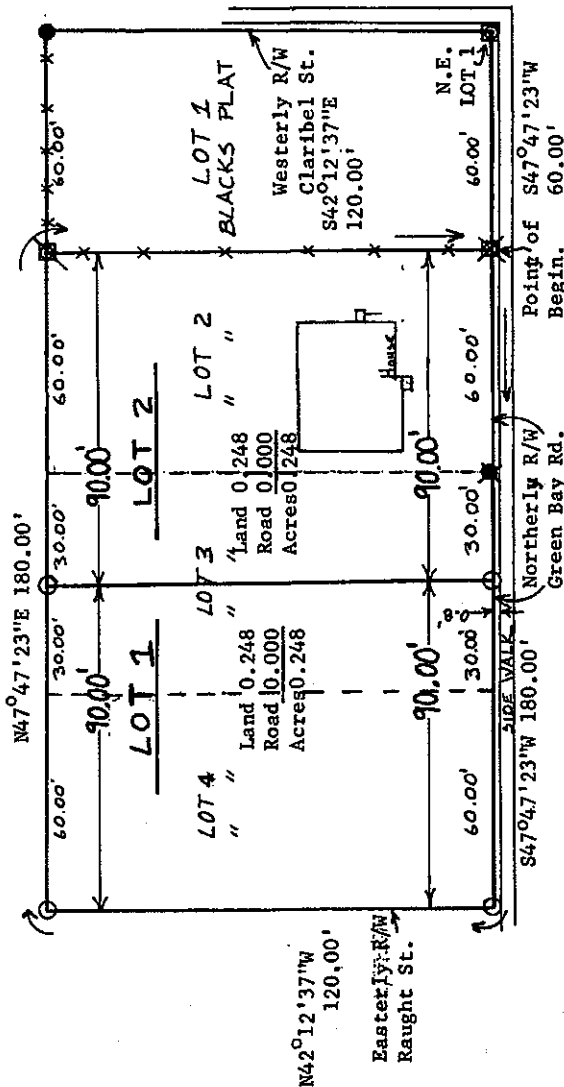 N47°47'23"E 180.00'
60.00'
30.00'
30.00'
60.00'
60.00'
90.00'
90.00'
LOT 1
LOT 2
LOT 4
"  "
LOT 3
"  "
LOT 2
"  "
LOT 1
BLACKS PLAT
Land 0.248
Road 0.000
Acres 0.248
Land 0.248
Road 0.000
Acres 0.248
House
Westerly R/W
Claribel St.
S42°12'37"E
120.00'
N42°12'37"W
120.00'
Easterly R/W
Raught St.
90.00'
90.00'
60.00'
30.00'
30.00'
60.00'
60.00'
N.E.
LOT 1
SIDE WALK
0.8'
S47°47'23"W 180.00'
Northerly R/W
Green Bay Rd.
Point of
Begin.
S47°47'23"W
60.00'